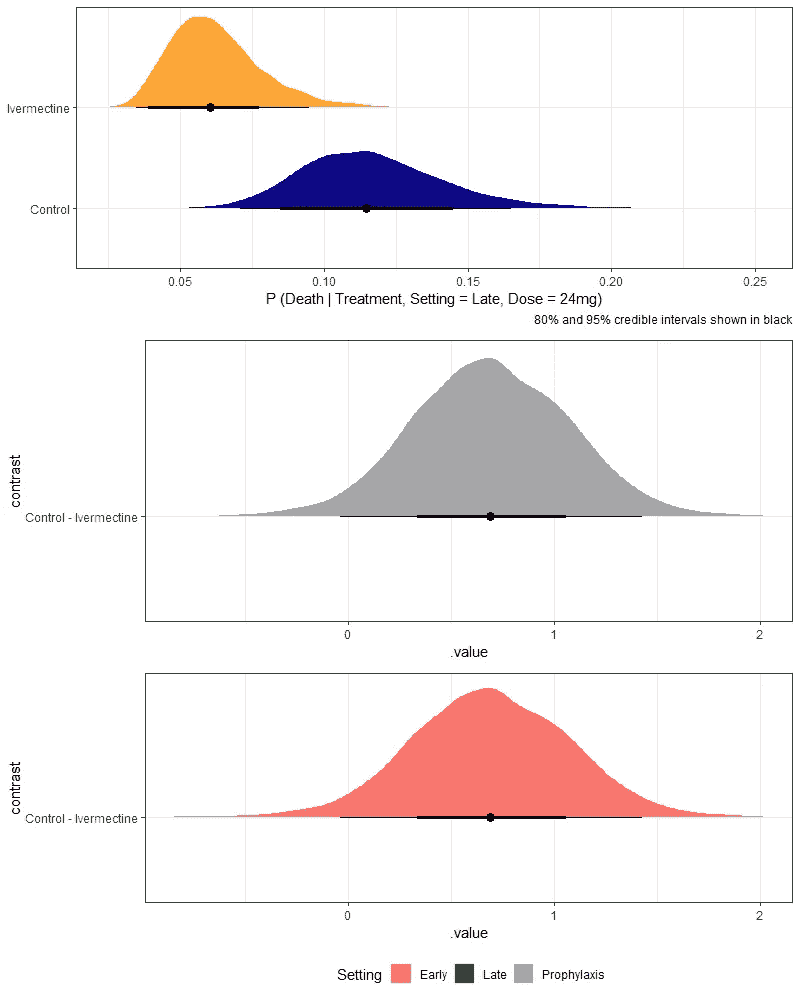 Ivermectine
Control
0.05 0.10 0.15 0.20 0.25
P (Death | Treatment, Setting = Late, Dose = 24mg)
80% and 95% credible intervals shown in black
contrast
Control - Ivermectine
0 1 2
.value
contrast
Control - Ivermectine
0 1 2
.value
Setting Early Late Prophylaxis